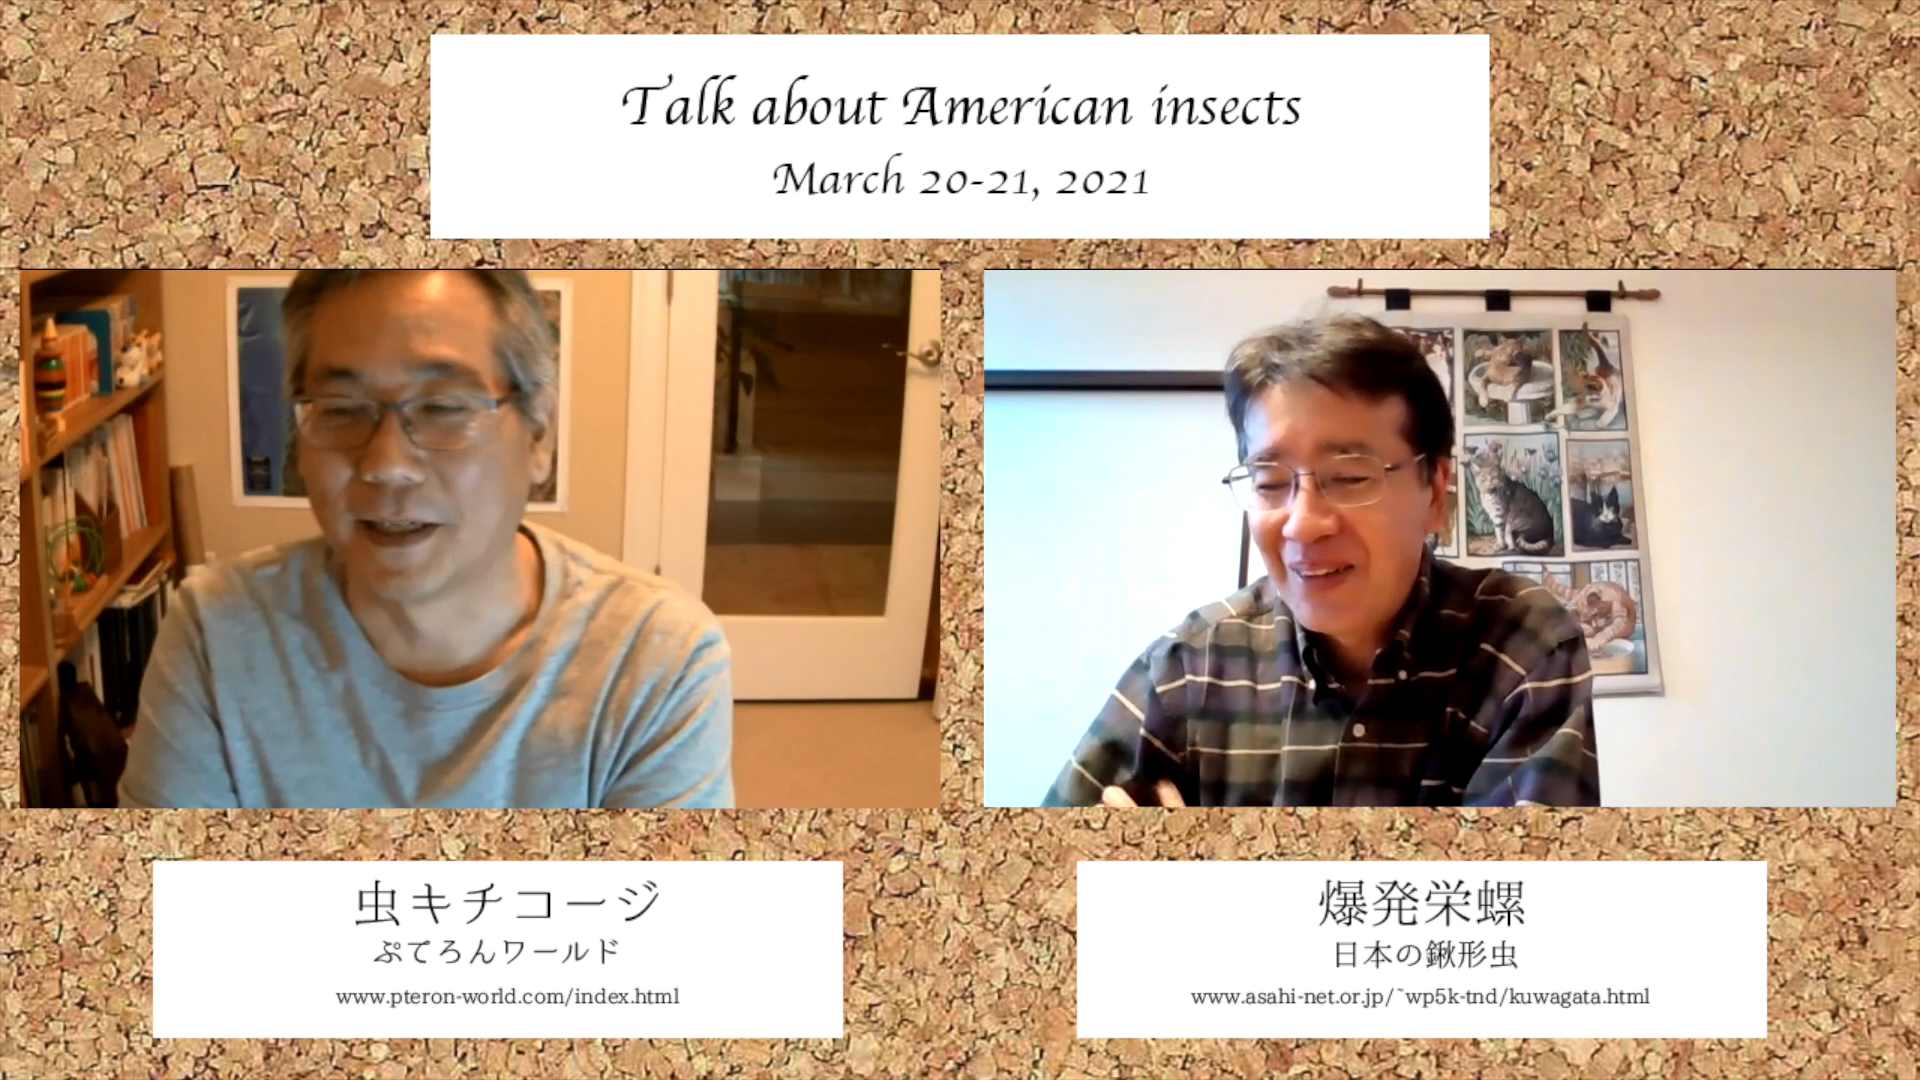 Talk about American insects
March 20-21, 2021
虫キチコージ
ぷてろんワールド
www.pteron-world.com/index.html
爆発栄螺
日本の鍬形虫
www.asahi-net.or.jp/~wp5k-tnd/kuwagata.html